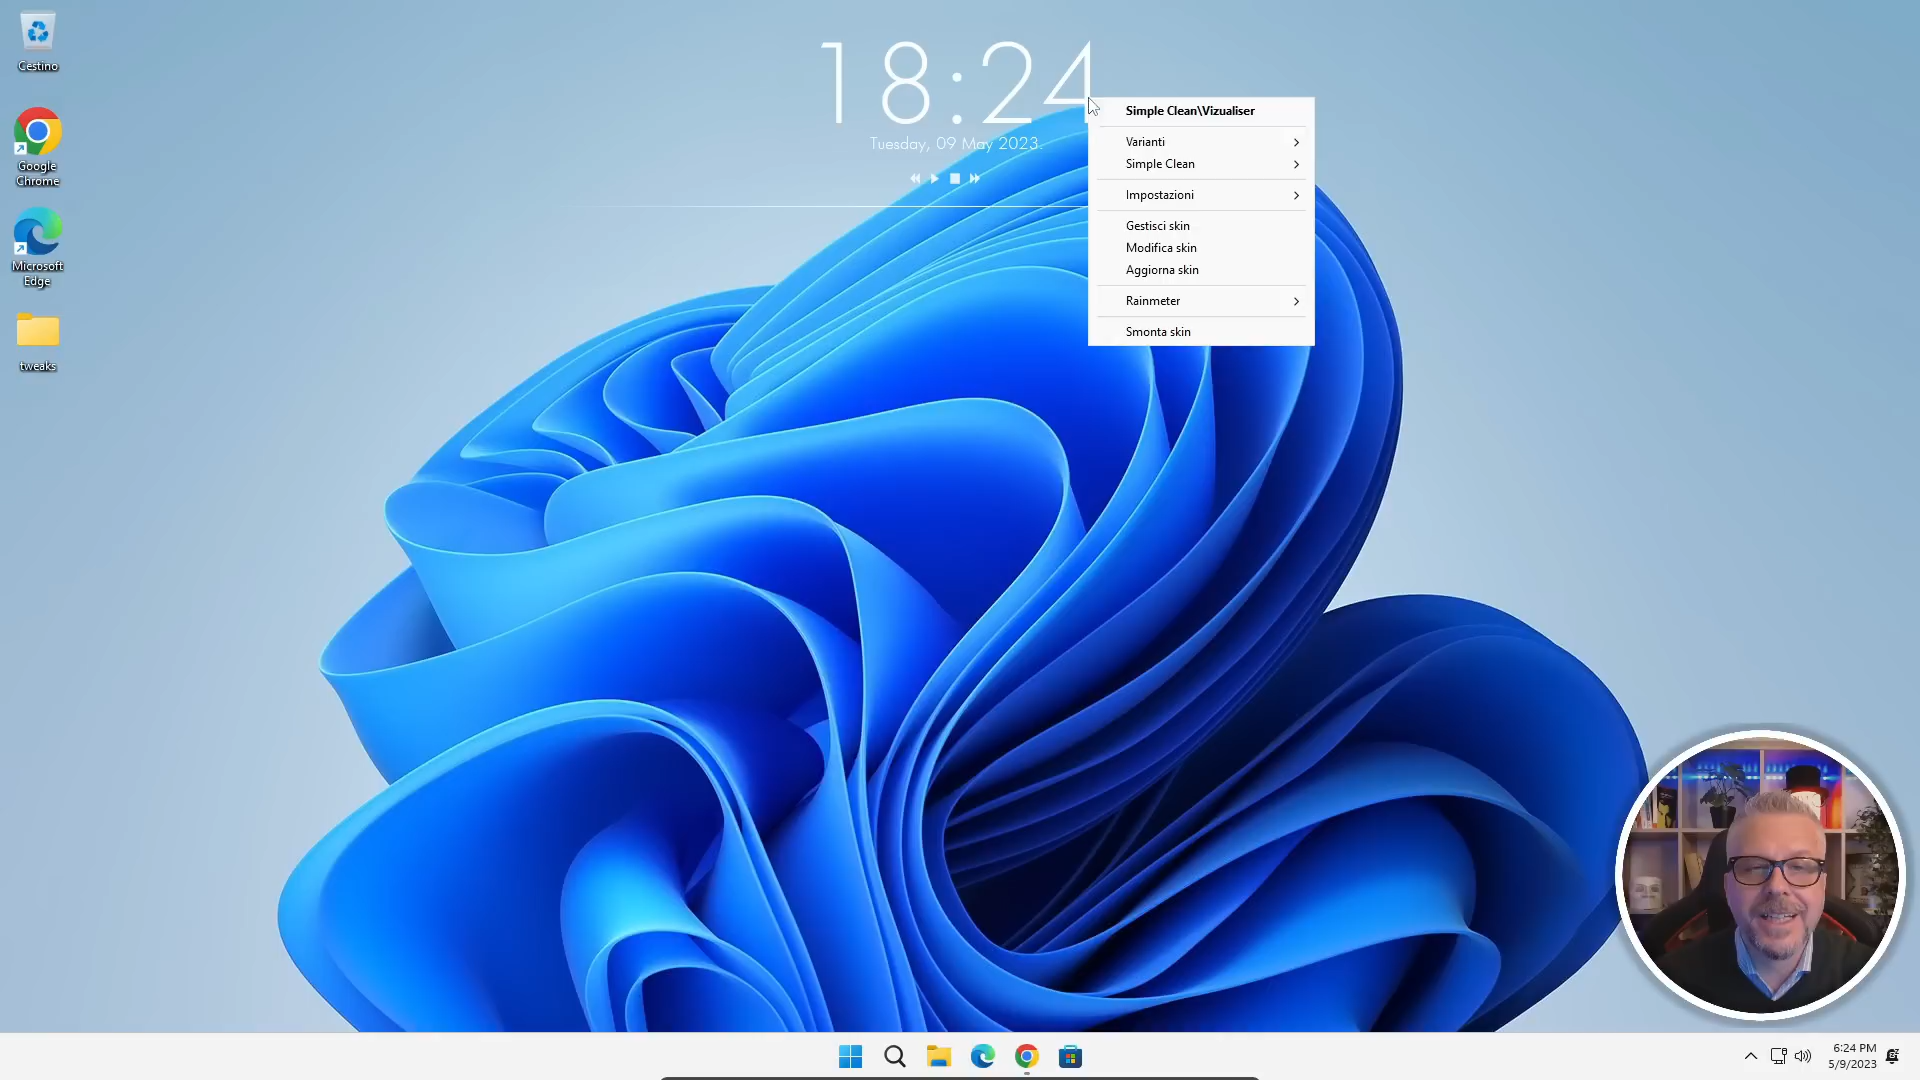 Cestino
Google
Chrome
Microsoft
Edge
tweaks
18:24
Tuesday, 09 May 2023.
Simple Clean\Vizualiser
Varianti
Simple Clean
Impostazioni
Gestisci skin
Modifica skin
Aggiorna skin
Rainmeter
Smonta skin
6:24 PM
5/9/2023